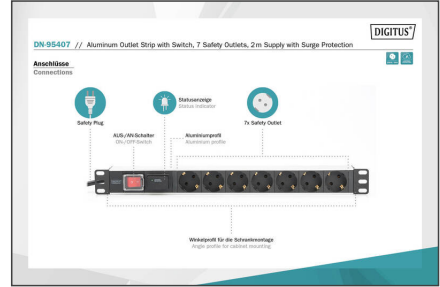 DIGITUS®
DN-95407 // Aluminum Outlet Strip with Switch, 7 Safety Outlets, 2 m Supply with Surge Protection
Anschlüsse
Connections
Safety Plug
Statusanzeige
Status Indicator
7x Safety Outlet
AUS-/AN-Schalter
ON-/OFF-Switch
Aluminiumprofil
Aluminium profile
Winkelprofil für die Schrankmontage
Angle profile for cabinet mounting